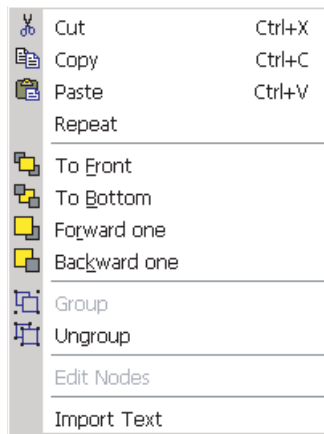 Cut Ctrl+X
Copy Ctrl+C
Paste Ctrl+V
Repeat
To Front
To Bottom
Forward one
Backward one
Group
Ungroup
Edit Nodes
Import Text